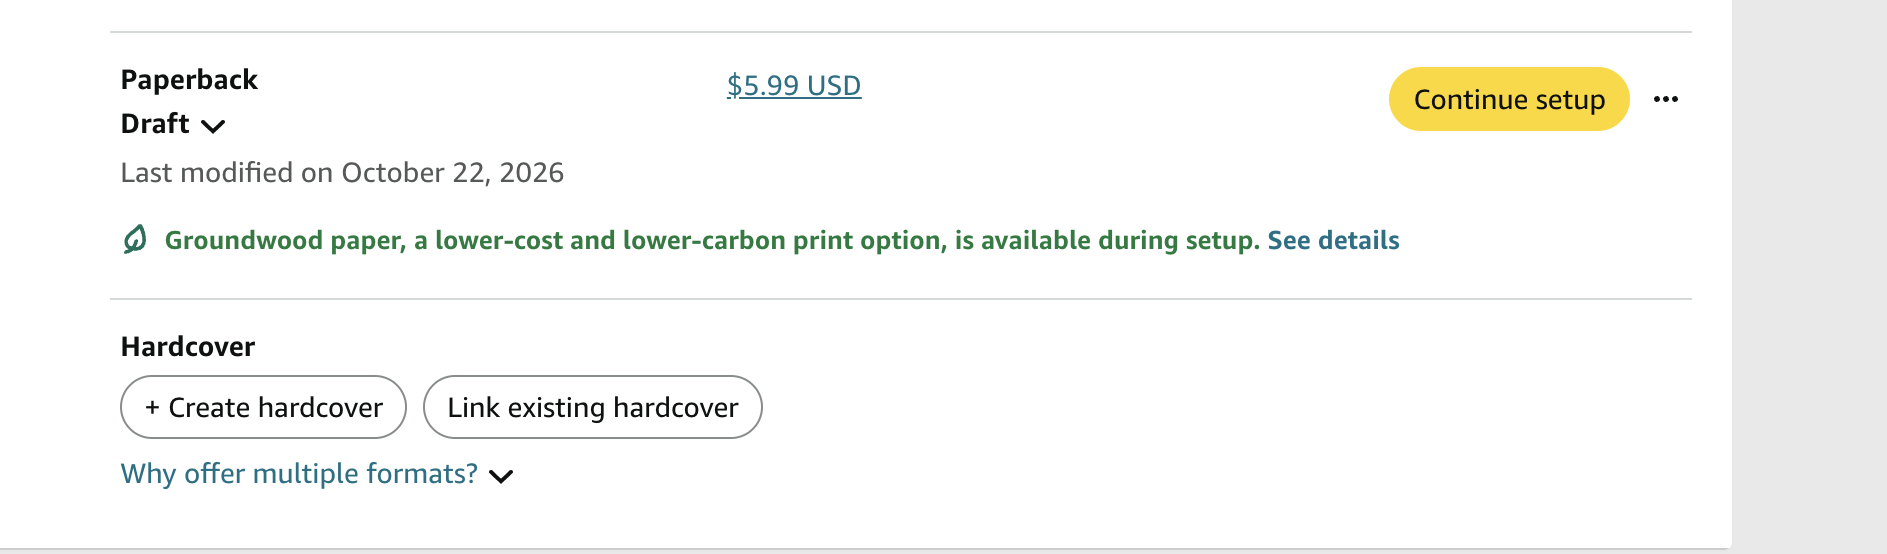 Paperback
$5.99 USD
Continue setup
Draft
Last modified on October 22, 2026
Groundwood paper, a lower-cost and lower-carbon print option, is available during setup. See details
Hardcover
+ Create hardcover
Link existing hardcover
Why offer multiple formats?